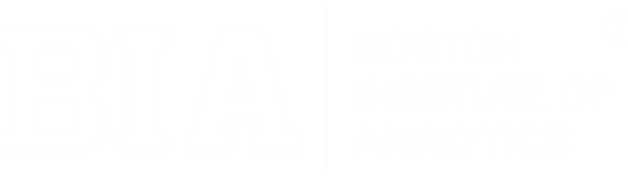 BIA
BOSTON
INSTITUTE OF
ANALYTICS
®